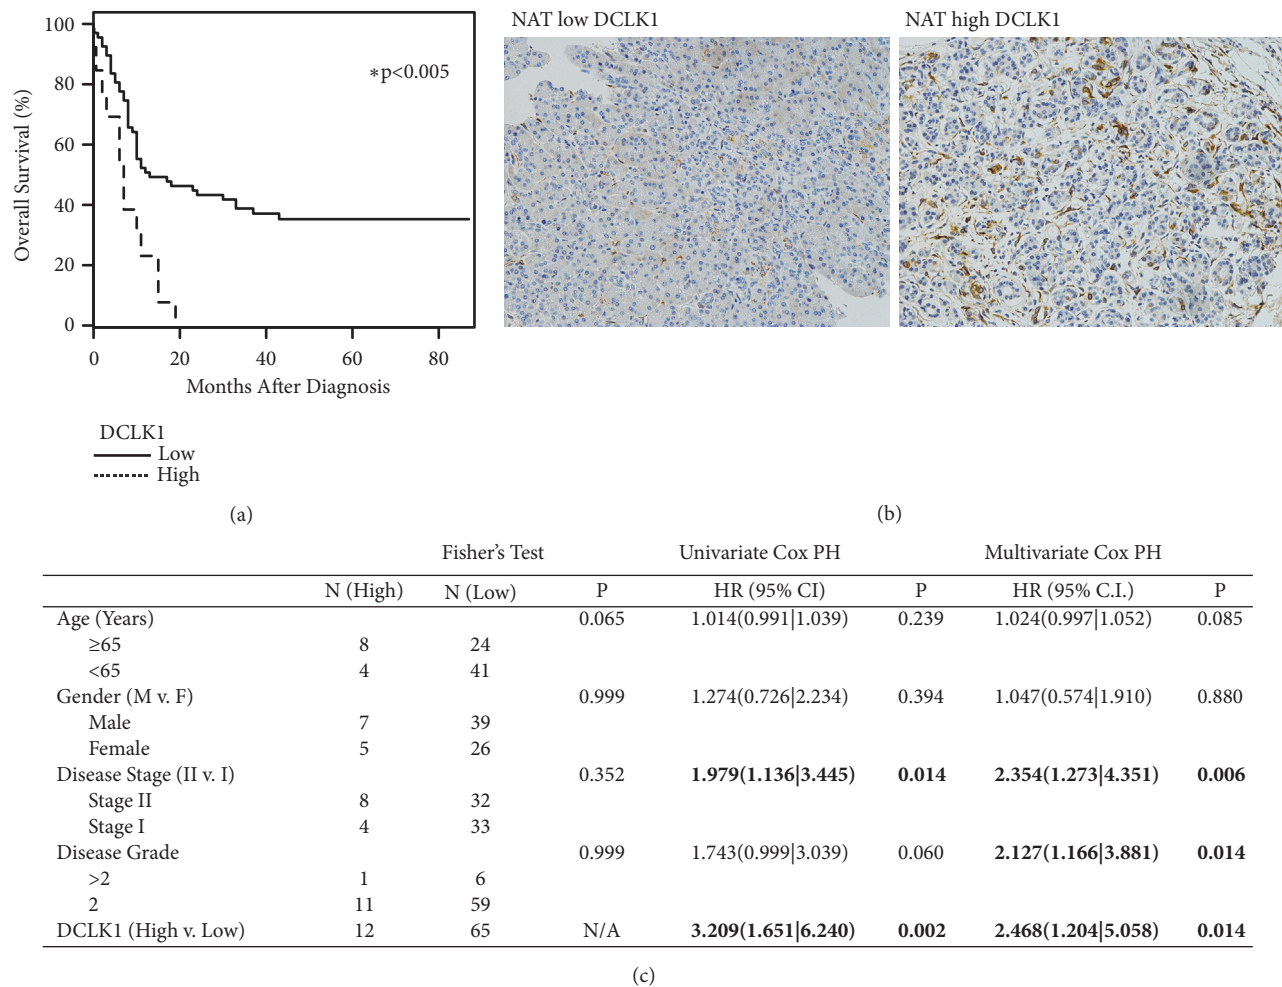 100
80
60
40
20
0
Overall Survival (%)
∗p<0.005
0 20 40 60 80
Months After Diagnosis
DCLK1
Low
High
(a)
NAT low DCLK1
NAT high DCLK1
(b)
Fisher's Test Univariate Cox PH Multivariate Cox PH
N (High) N (Low) P HR (95% CI) P HR (95% C.I.) P
Age (Years) 0.065 1.014(0.991|1.039) 0.239 1.024(0.997|1.052) 0.085
≥65 8 24
<65 4 41
Gender (M v. F) 0.999 1.274(0.726|2.234) 0.394 1.047(0.574|1.910) 0.880
Male 7 39
Female 5 26
Disease Stage (II v. I) 0.352 1.979(1.136|3.445) 0.014 2.354(1.273|4.351) 0.006
Stage II 8 32
Stage I 4 33
Disease Grade 0.999 1.743(0.999|3.039) 0.060 2.127(1.166|3.881) 0.014
>2 1 6
2 11 59
DCLK1 (High v. Low) 12 65 N/A 3.209(1.651|6.240) 0.002 2.468(1.204|5.058) 0.014
(c)